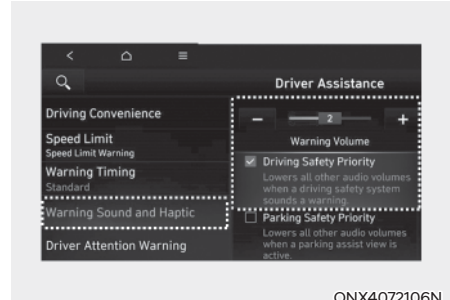 Driver Assistance
Driving Convenience
Speed Limit
Speed Limit Warning
Warning Timing
Standard
Warning Sound and Haptic
Driver Attention Warning
2
Warning Volume
Driving Safety Priority
Lowers all other audio volumes
when a driving safety system
sounds a warning.
Parking Safety Priority
Lowers all other audio volumes
when a parking assist view is
active.
ONX4072106N